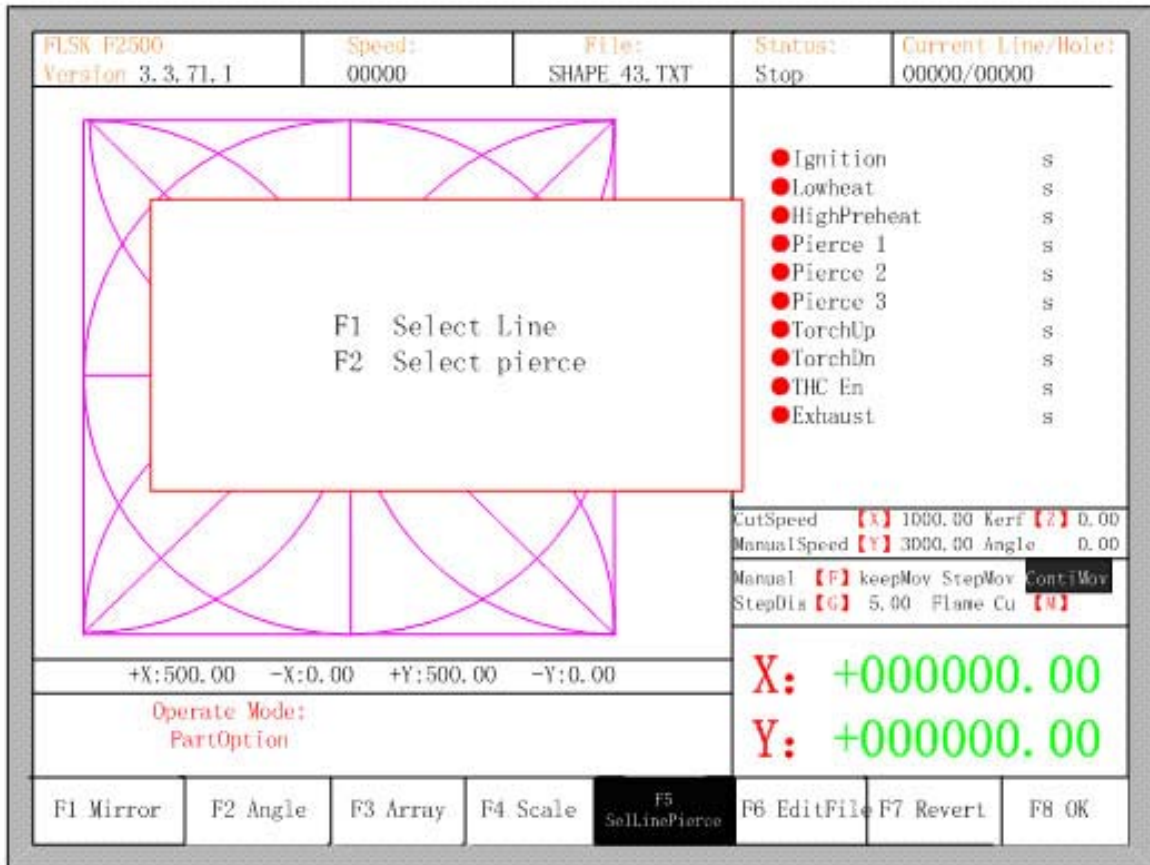 FLSK F2500 Speed: File: Status: Current Line/Hole:
Version 3.3.71.1 00000 SHAPE_43.TXT Stop 00000/00000
Ignition s
Lowheat s
HighPreheat s
Pierce 1 s
Pierce 2 s
Pierce 3 s
TorchUp s
TorchDn s
THC En s
Exhaust s
F1 Select Line
F2 Select pierce
CutSpeed 【X】 1000.00 Kerf 【Z】 0.00
ManualSpeed 【Y】 3000.00 Angle 0.00
Manual 【F】 keepMov StepMov ContiMov
StepDis 【G】 5.00 Flame Cu 【M】
+X:500.00 -X:0.00 +Y:500.00 -Y:0.00
X: +000000.00
Y: +000000.00
Operate Mode:
PartOption
F1 Mirror
F2 Angle
F3 Array
F4 Scale
F5
SelLinePierce
F6 EditFile
F7 Revert
F8 OK